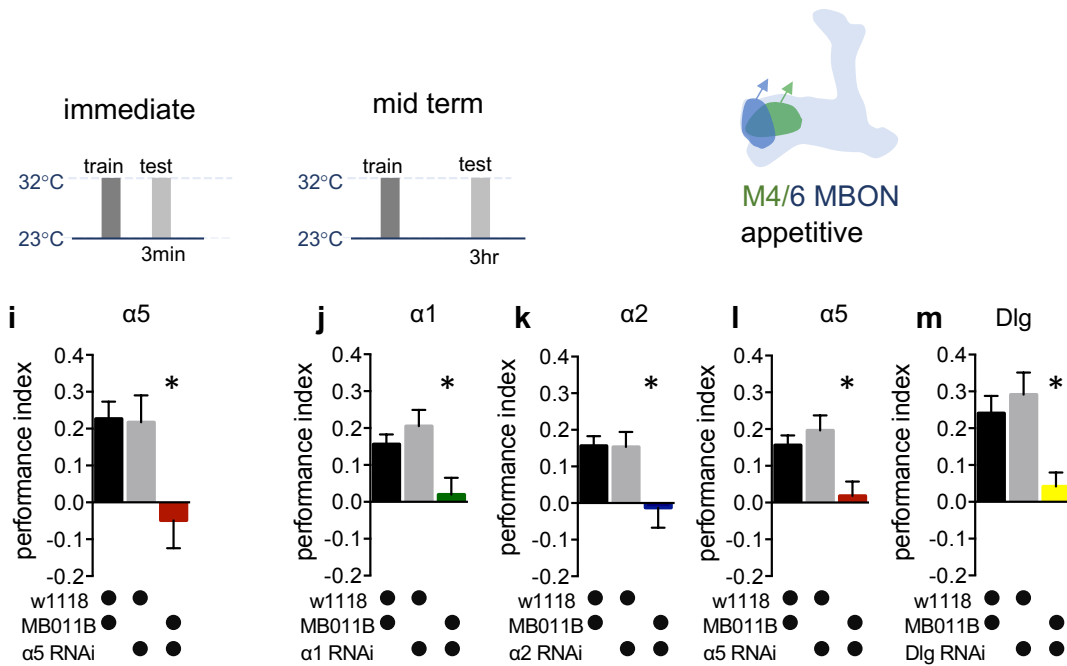 immediate
mid term
train test
32°C
23°C
3min
train test
32°C
23°C
3hr
M4/6 MBON
appetitive
i α5
performance index
0.4
0.3
0.2
0.1
0.0
-0.1
-0.2
*
w1118
MB011B
α5 RNAi
j α1
performance index
0.4
0.3
0.2
0.1
0.0
-0.1
-0.2
*
w1118
MB011B
α1 RNAi
k α2
performance index
0.4
0.3
0.2
0.1
0.0
-0.1
-0.2
*
w1118
MB011B
α2 RNAi
l α5
performance index
0.4
0.3
0.2
0.1
0.0
-0.1
-0.2
*
w1118
MB011B
α5 RNAi
m Dlg
performance index
0.4
0.3
0.2
0.1
0.0
-0.1
-0.2
*
w1118
MB011B
Dlg RNAi